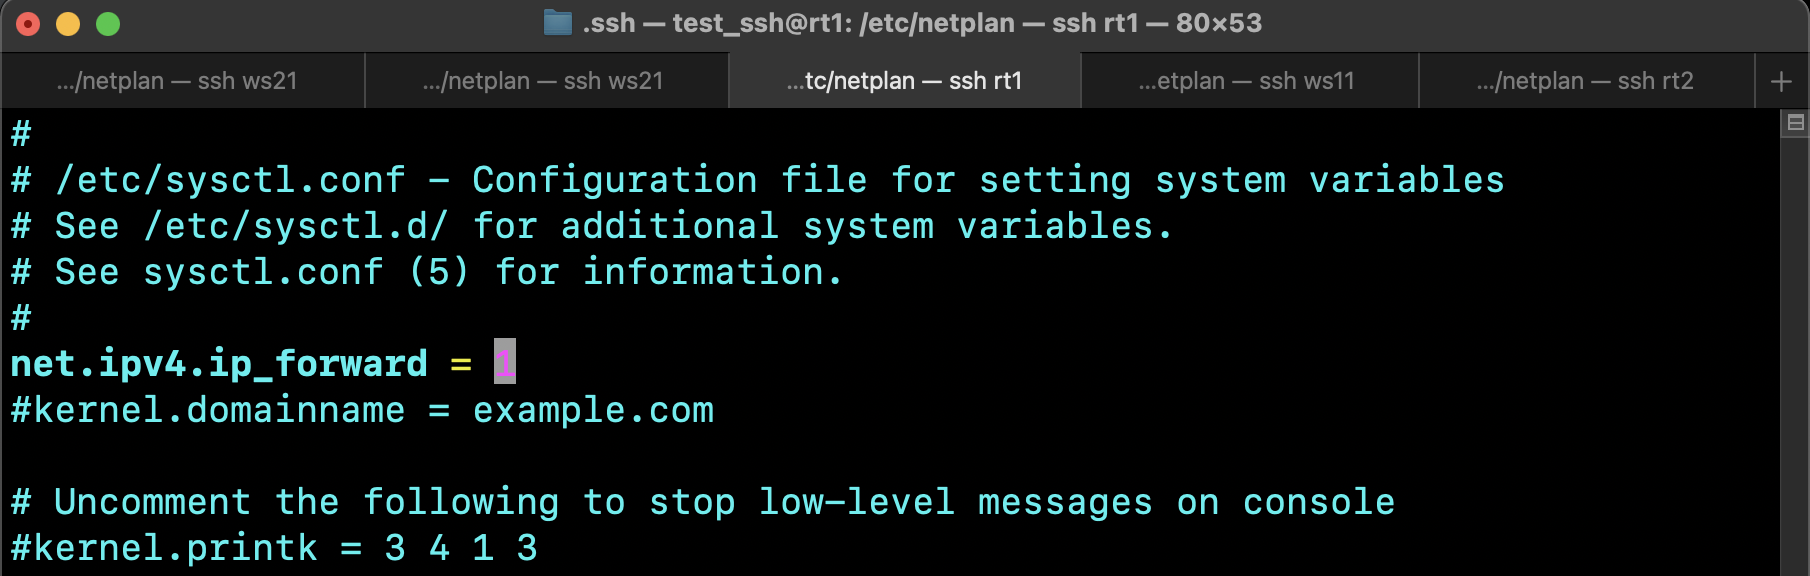 .ssh — test_ssh@rt1: /etc/netplan — ssh rt1 — 80×53
.../netplan — ssh ws21
.../netplan — ssh ws21
...tc/netplan — ssh rt1
...etplan — ssh ws11
.../netplan — ssh rt2
+
#
# /etc/sysctl.conf - Configuration file for setting system variables
# See /etc/sysctl.d/ for additional system variables.
# See sysctl.conf (5) for information.
#
net.ipv4.ip_forward = 1
#kernel.domainname = example.com

# Uncomment the following to stop low-level messages on console
#kernel.printk = 3 4 1 3